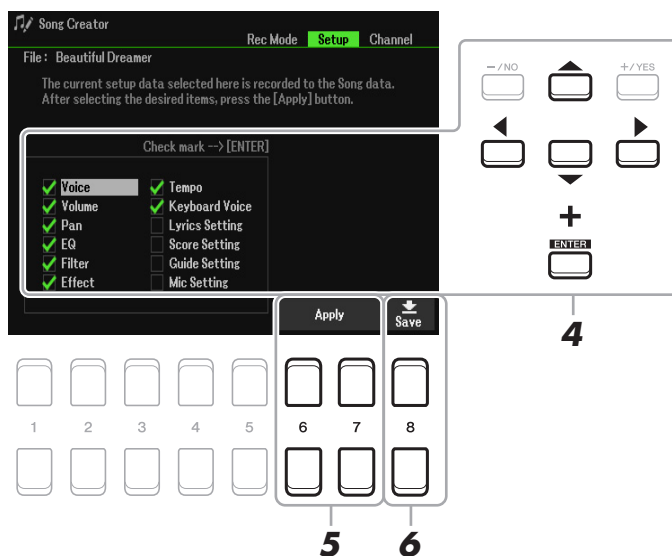 Song Creator
Rec Mode Setup Channel
File : Beautiful Dreamer
The current setup data selected here is recorded to the Song data.
After selecting the desired items, press the [Apply] button.
Check mark --> [ENTER]
Voice Tempo
Volume Keyboard Voice
Pan Lyrics Setting
EQ Score Setting
Filter Guide Setting
Effect Mic Setting
Apply Save
–/NO +/YES
+
ENTER
4
1 2 3 4 5 6 7 8
5 6